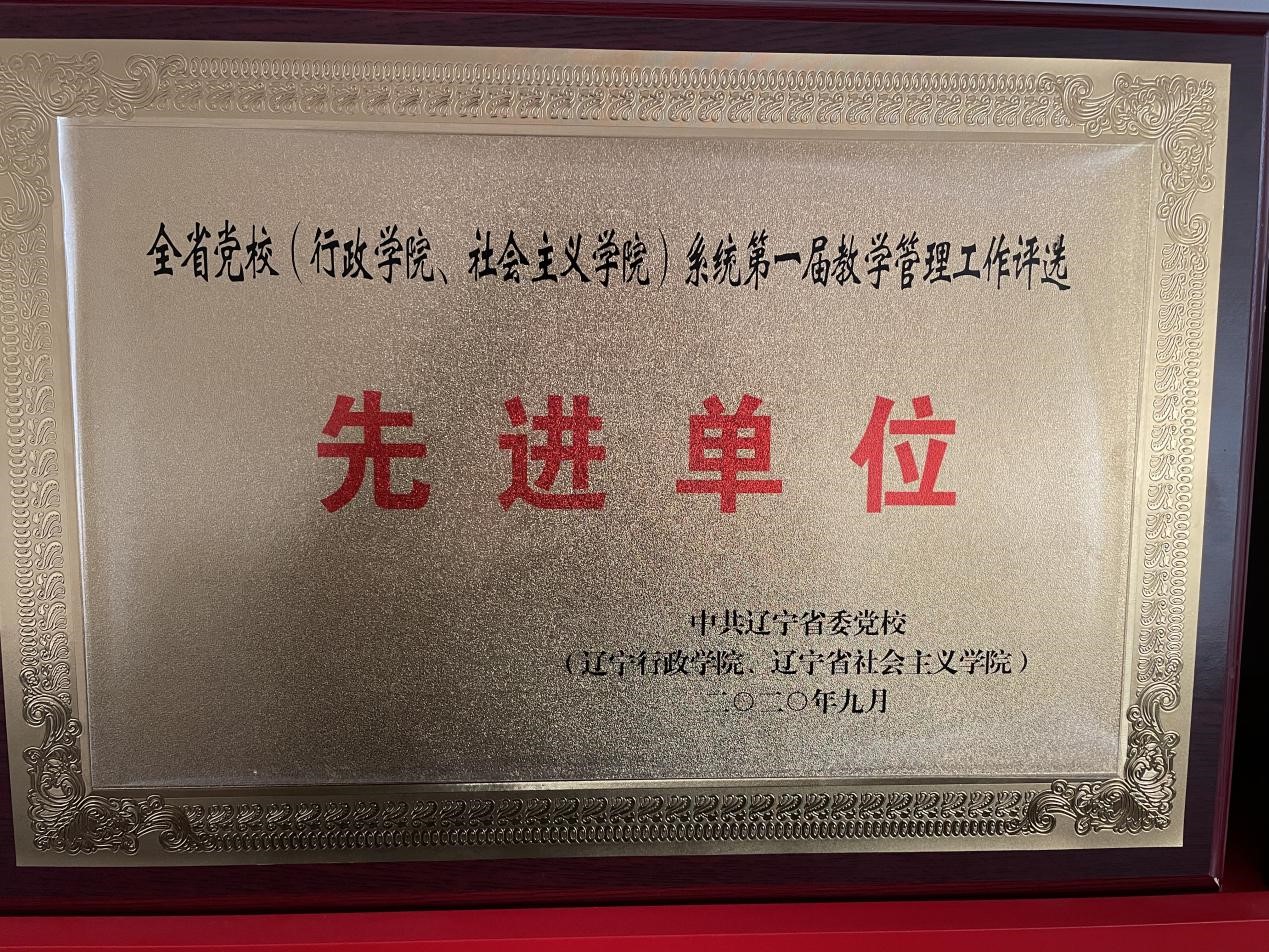 全省党校（行政学院、社会主义学院）系统第一届教学管理工作评选
先进单位
中共辽宁省委党校
（辽宁行政学院、辽宁省社会主义学院）
二〇二〇年九月